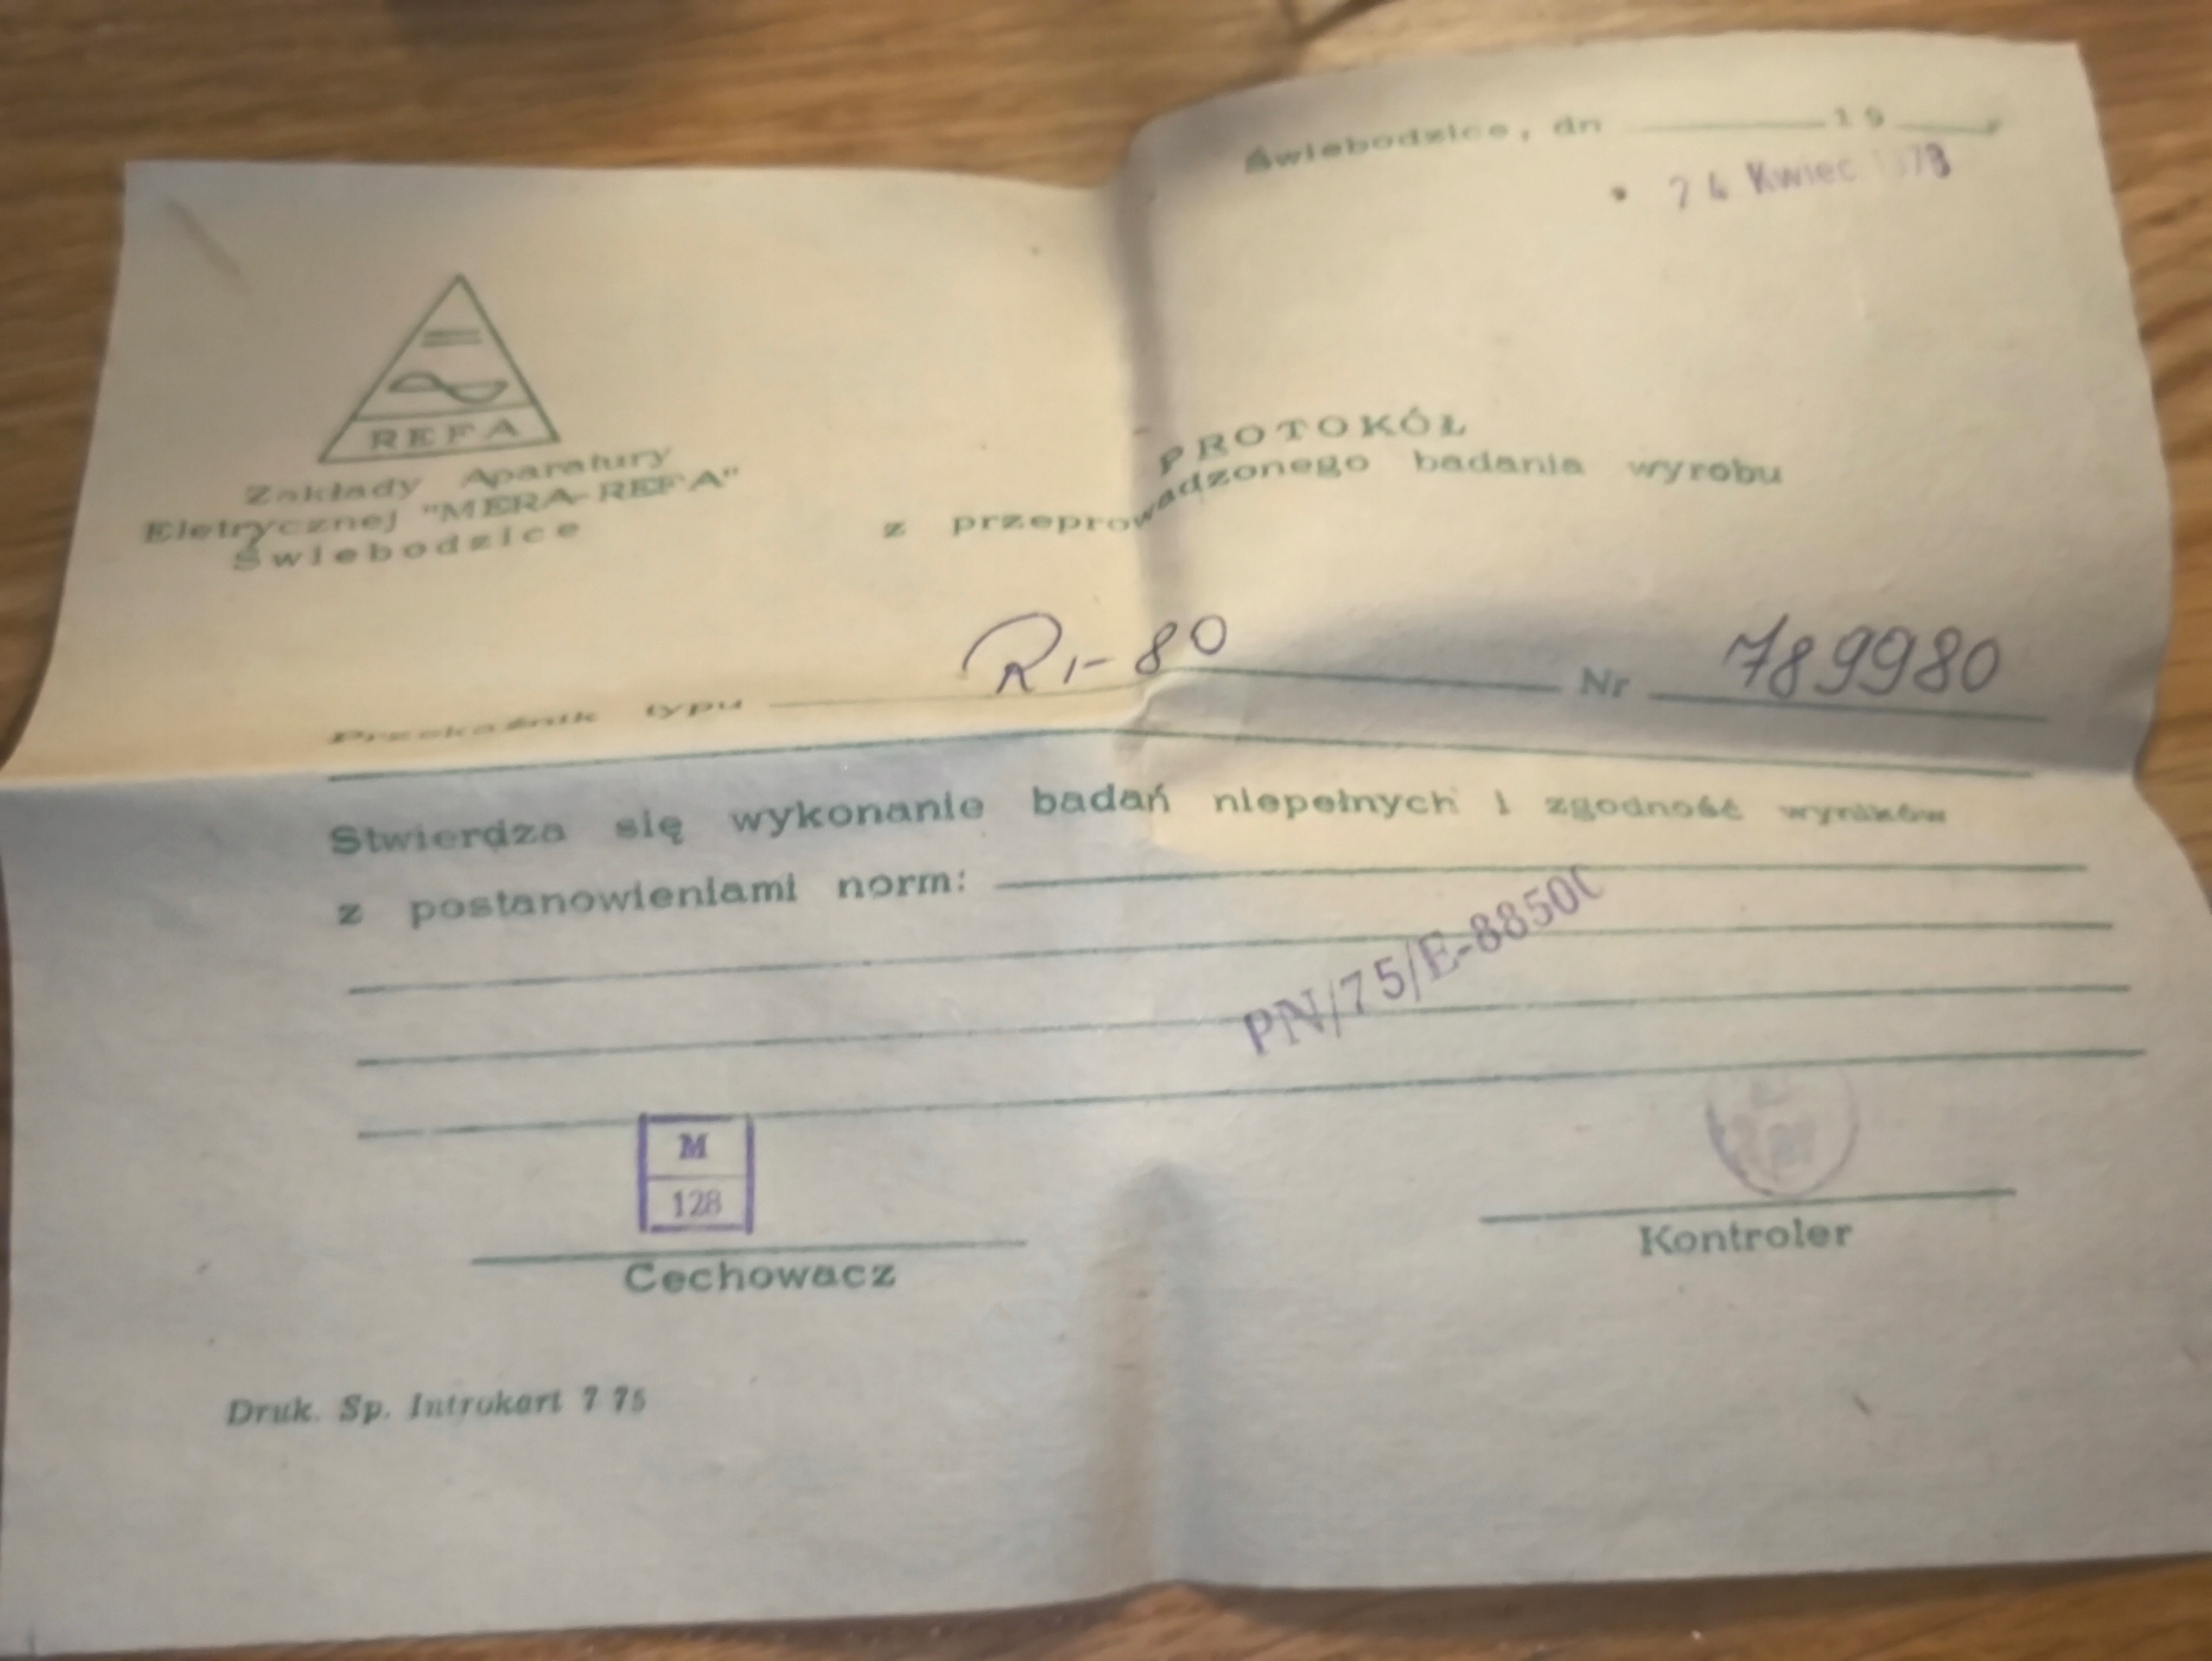 Świebodzice, dn 19 r
24 Kwiec 1978
REFA
Zakłady Aparatury
Eletrycznej "MERA-REFA"
Świebodzice
PROTOKÓŁ
z przeprowadzonego badania wyrobu
Przekaźnik typu RI-80 Nr 789980
Stwierdza się wykonanie badań niepełnych i zgodność wyników
z postanowieniami norm:
PN/75/E-88500
M
128
Cechowacz
Kontroler
Druk. Sp. Introkart 7 75